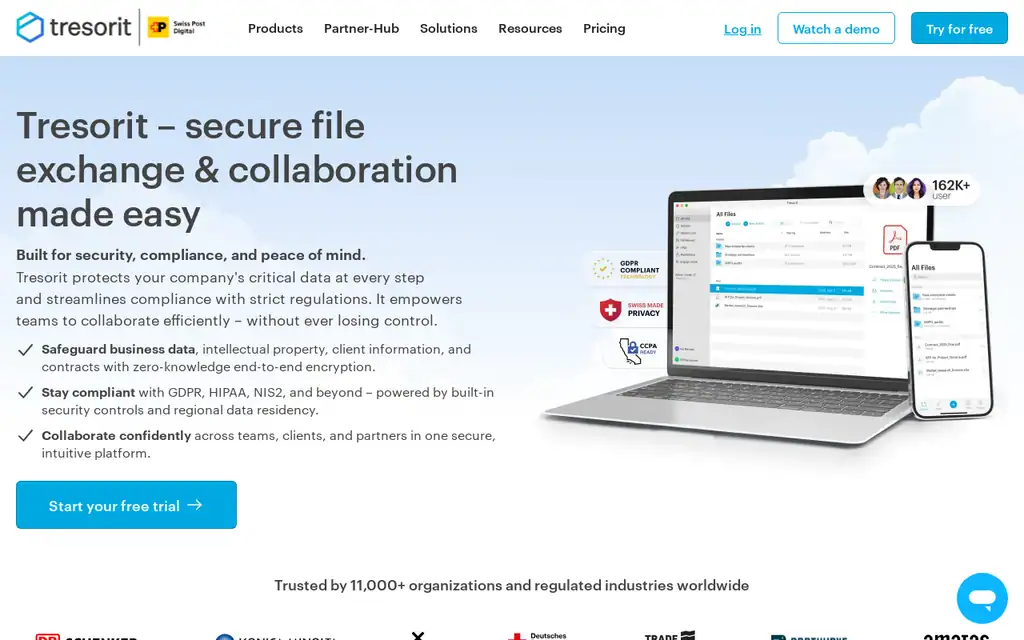 tresorit
Swiss Post
Digital
Products
Partner-Hub
Solutions
Resources
Pricing
Log in
Watch a demo
Try for free
Tresorit – secure file
exchange & collaboration
made easy
Built for security, compliance, and peace of mind.
Tresorit protects your company's critical data at every step
and streamlines compliance with strict regulations. It empowers
teams to collaborate efficiently – without ever losing control.
Safeguard business data, intellectual property, client information, and
contracts with zero-knowledge end-to-end encryption.
Stay compliant with GDPR, HIPAA, NIS2, and beyond – powered by built-in
security controls and regional data residency.
Collaborate confidently across teams, clients, and partners in one secure,
intuitive platform.
Start your free trial
162K+
user
GDPR
COMPLIANT
TECHNOLOGY
SWISS MADE
PRIVACY
CCPA
READY
All Files
PDF
All Files
Trusted by 11,000+ organizations and regulated industries worldwide
Deutsches